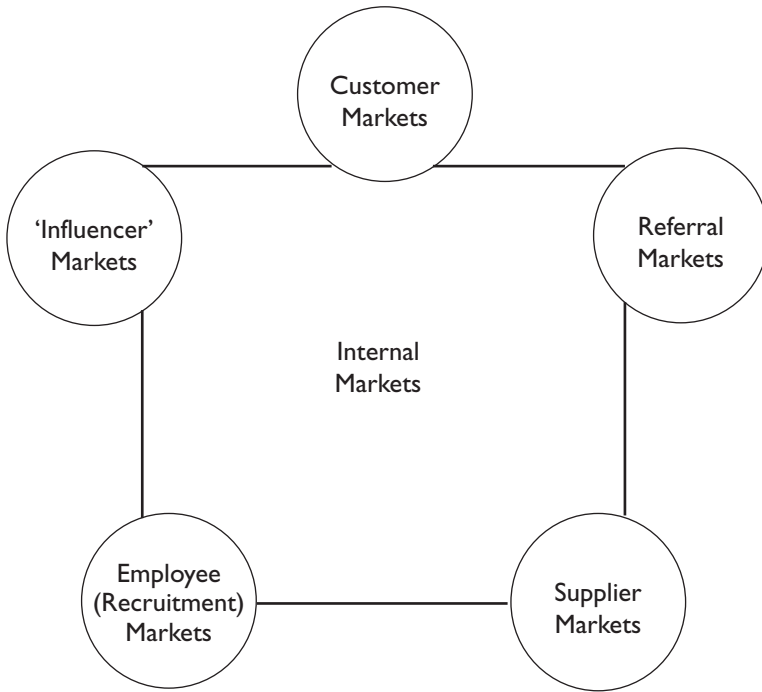 Customer
Markets
‘Influencer’
Markets
Referral
Markets
Internal
Markets
Employee
(Recruitment)
Markets
Supplier
Markets